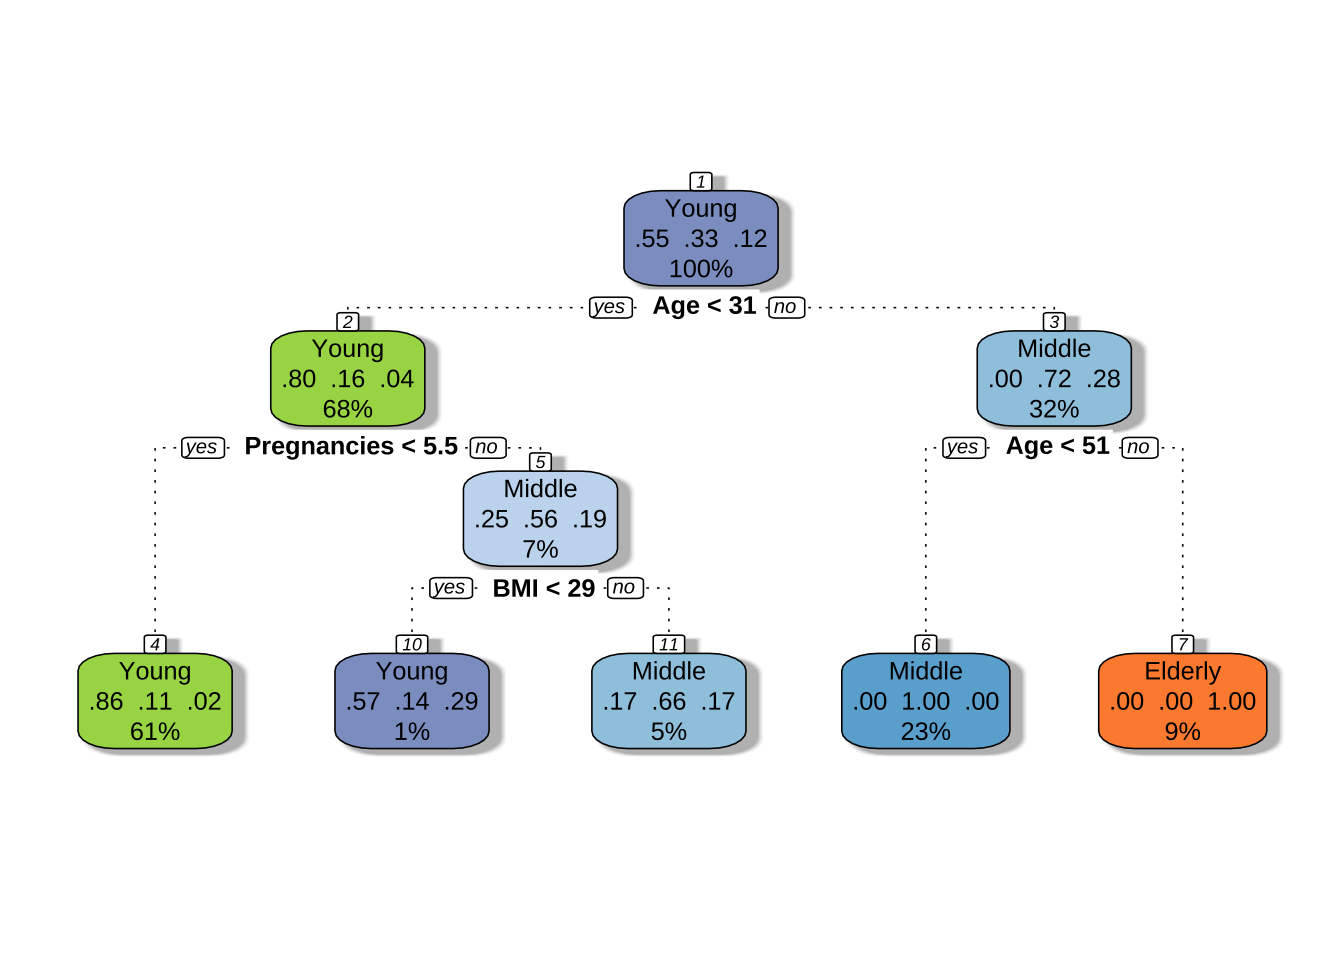 1
Young
.55 .33 .12
100%
yes Age < 31 no
2
Young
.80 .16 .04
68%
3
Middle
.00 .72 .28
32%
yes Pregnancies < 5.5 no
yes Age < 51 no
5
Middle
.25 .56 .19
7%
yes BMI < 29 no
4
Young
.86 .11 .02
61%
10
Young
.57 .14 .29
1%
11
Middle
.17 .66 .17
5%
6
Middle
.00 1.00 .00
23%
7
Elderly
.00 .00 1.00
9%